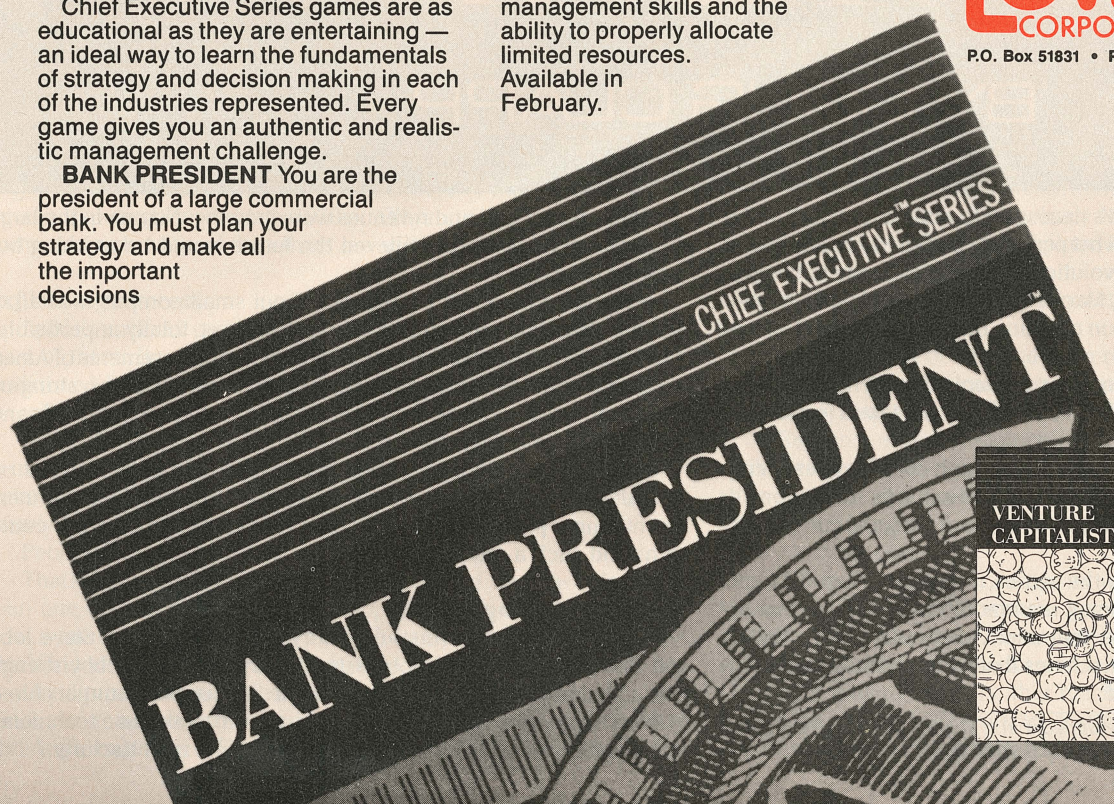 Chief Executive Series games are as
educational as they are entertaining —
an ideal way to learn the fundamentals
of strategy and decision making in each
of the industries represented. Every
game gives you an authentic and realis-
tic management challenge.
BANK PRESIDENT You are the
president of a large commercial
bank. You must plan your
strategy and make all
the important
decisions
management skills and the
ability to properly allocate
limited resources.
Available in
February.
CORPO
P.O. Box 51831 •
CHIEF EXECUTIVE™ SERIES
BANK PRESIDENT™
VENTURE
CAPITALIST